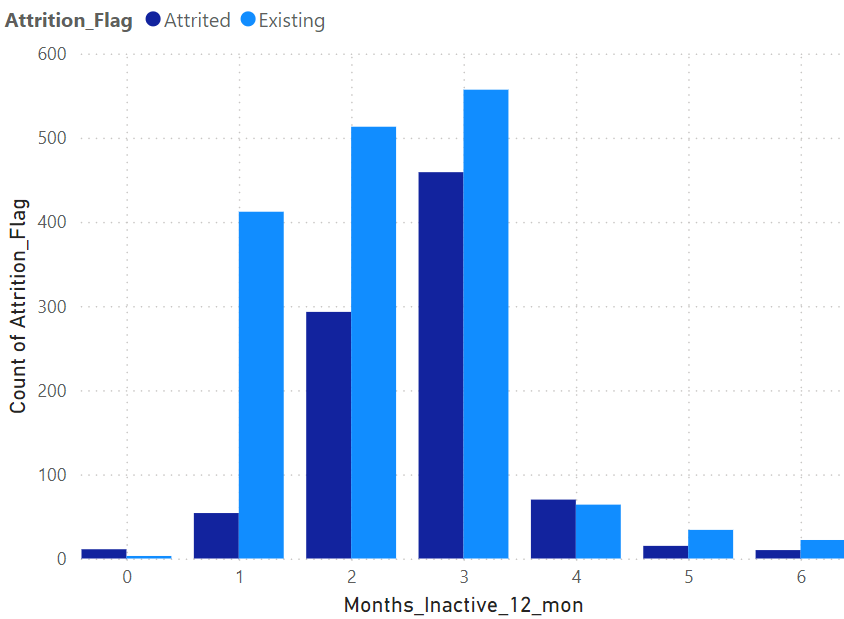 Attrition_Flag Attrited Existing
600
500
400
300
200
100
0
Count of Attrition_Flag
0 1 2 3 4 5 6
Months_Inactive_12_mon